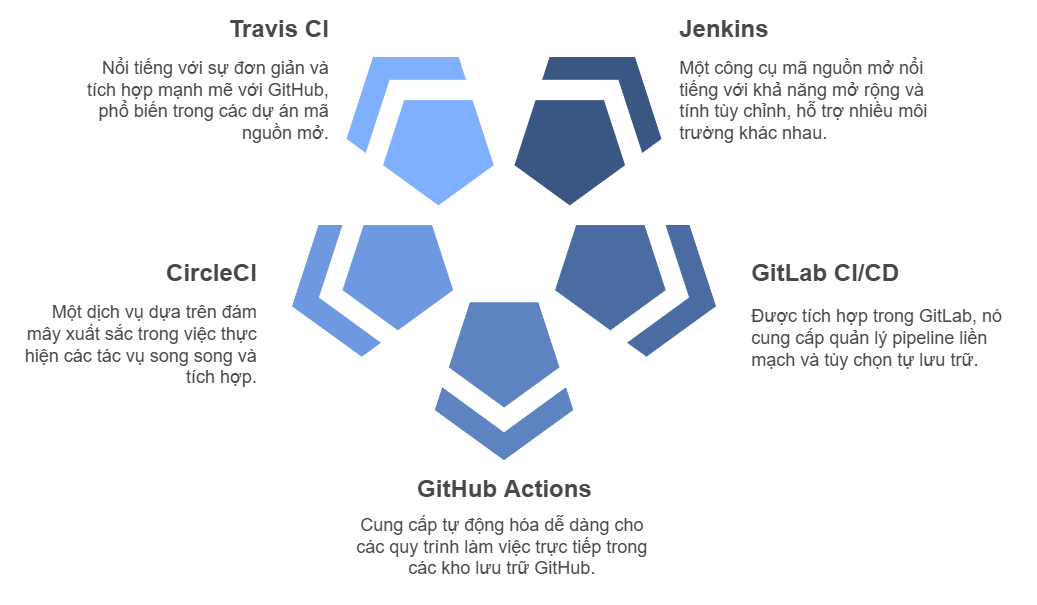 Travis CI
Nổi tiếng với sự đơn giản và
tích hợp mạnh mẽ với GitHub,
phổ biến trong các dự án mã
nguồn mở.
Jenkins
Một công cụ mã nguồn mở nổi
tiếng với khả năng mở rộng và
tính tùy chỉnh, hỗ trợ nhiều môi
trường khác nhau.
CircleCI
Một dịch vụ dựa trên đám
mây xuất sắc trong việc thực
hiện các tác vụ song song và
tích hợp.
GitLab CI/CD
Được tích hợp trong GitLab, nó
cung cấp quản lý pipeline liền
mạch và tùy chọn tự lưu trữ.
GitHub Actions
Cung cấp tự động hóa dễ dàng cho
các quy trình làm việc trực tiếp trong
các kho lưu trữ GitHub.